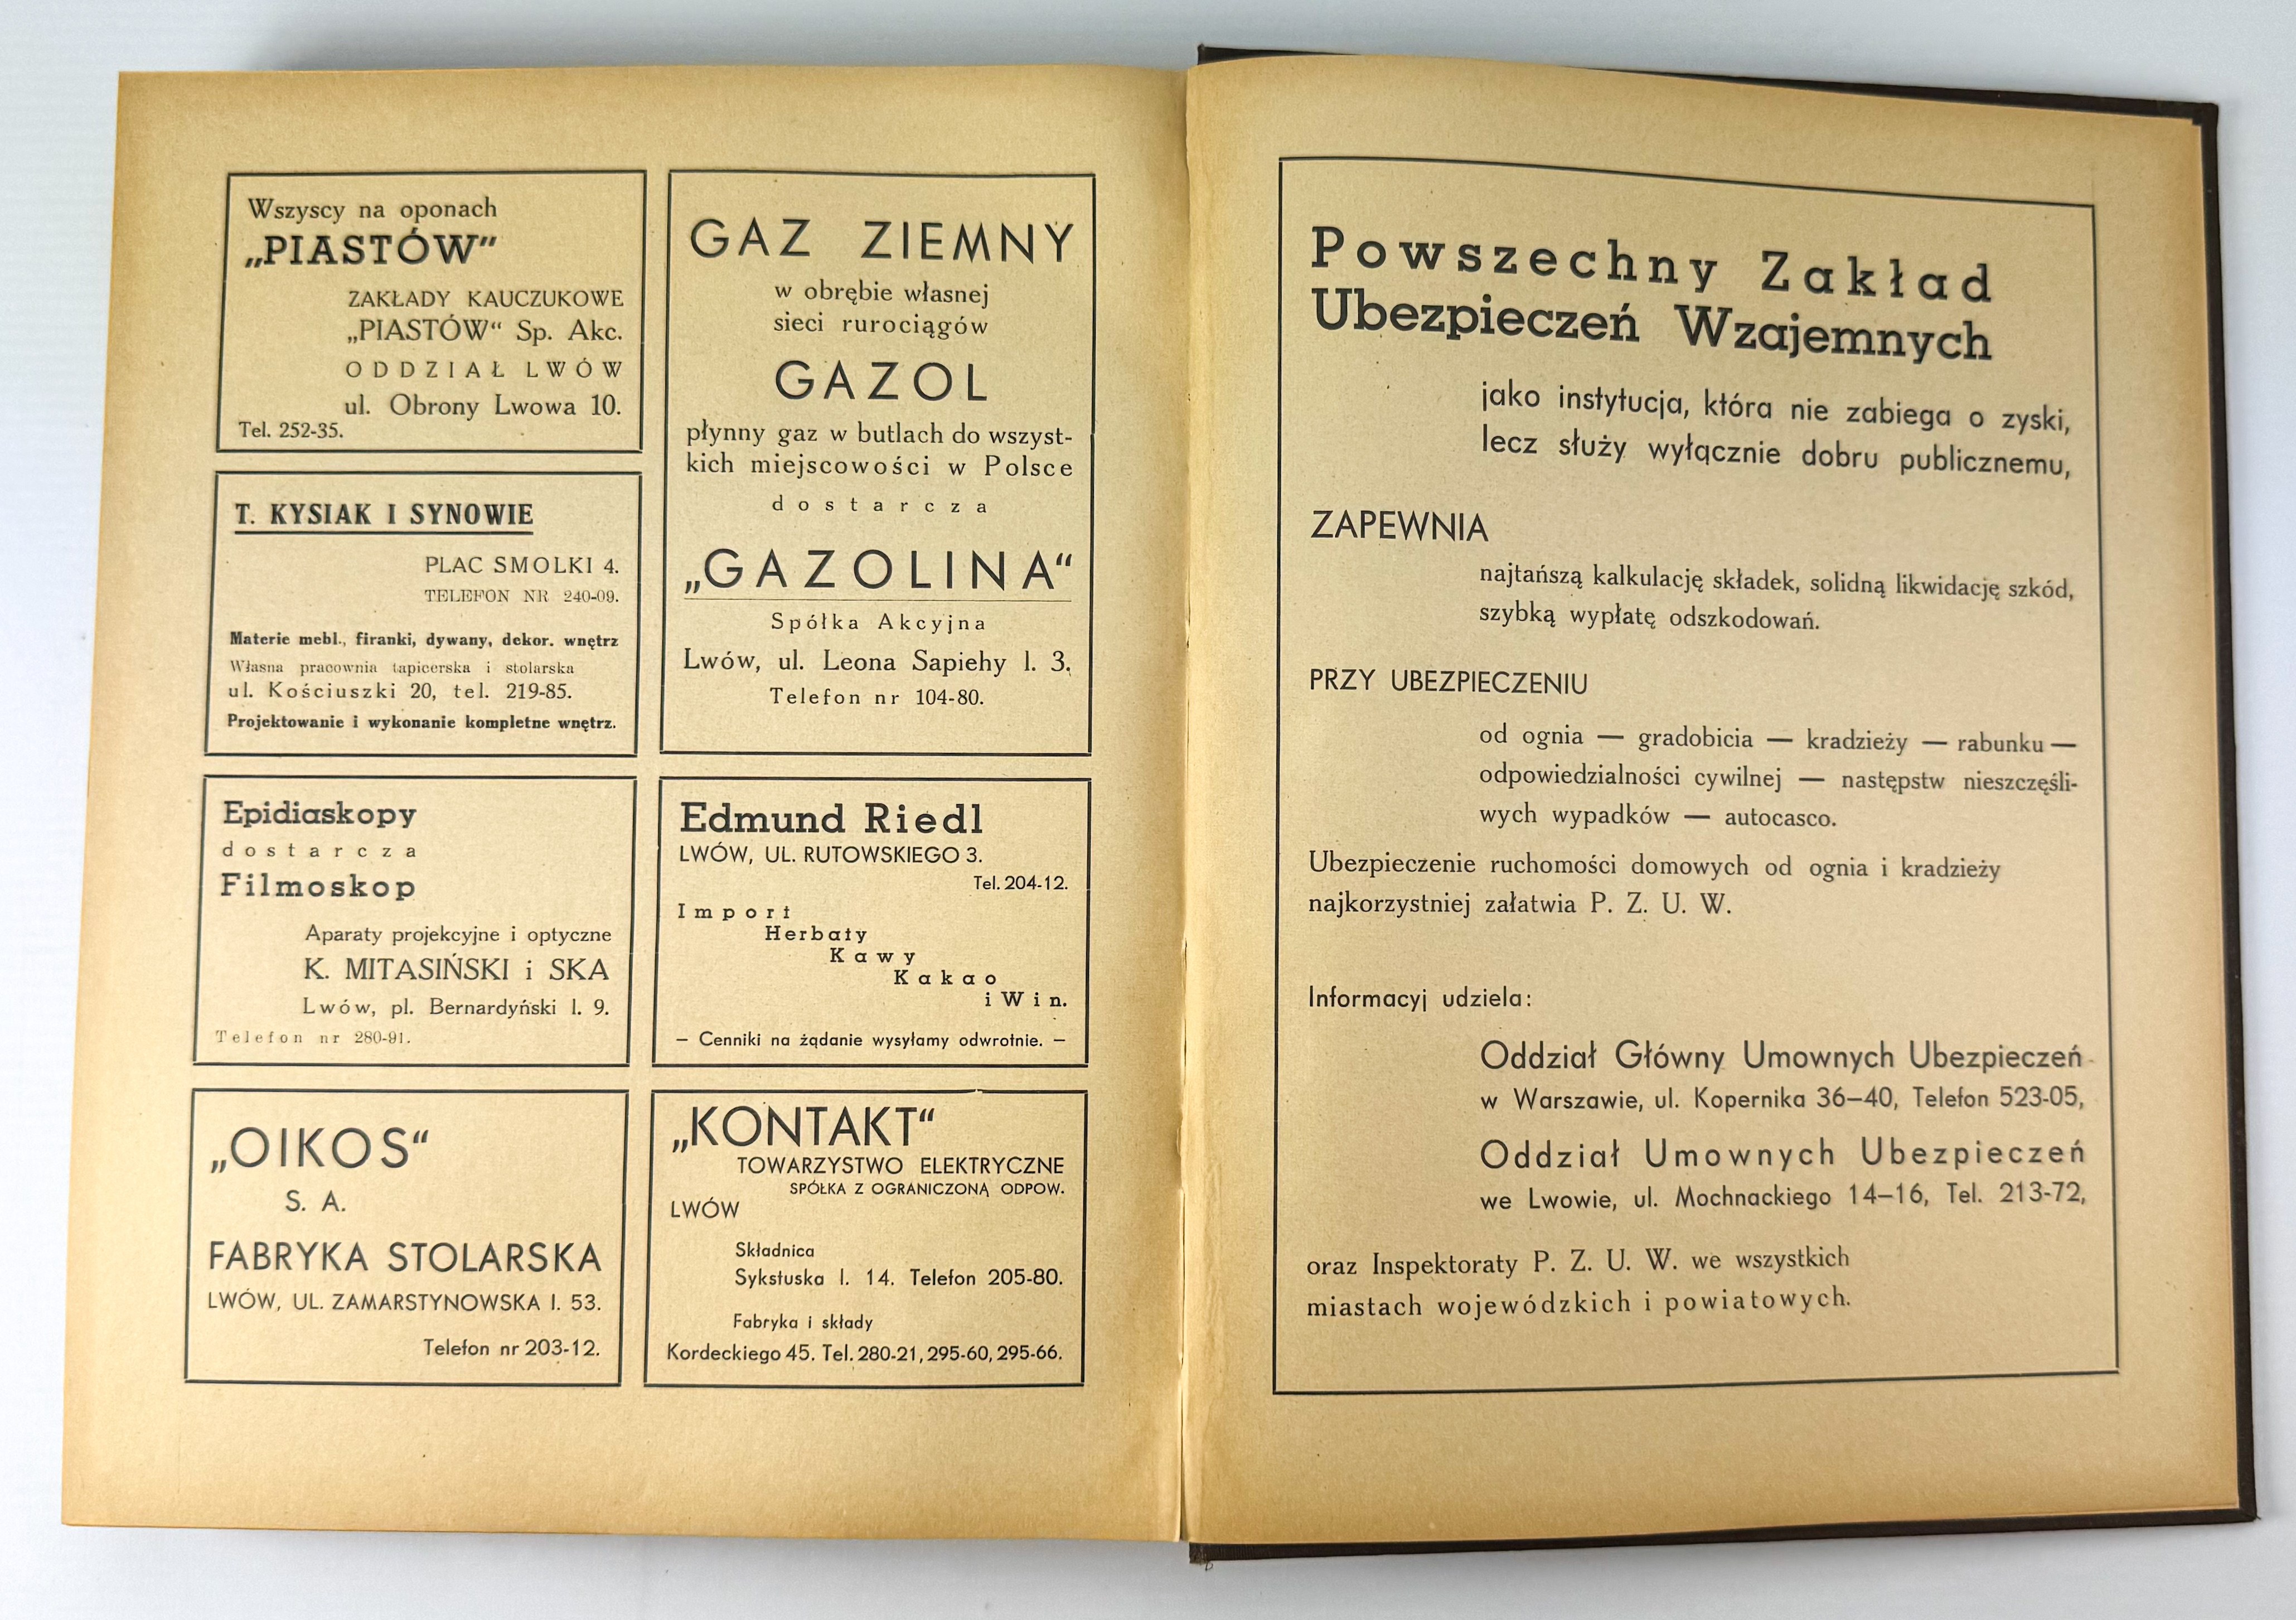 Wszyscy na oponach
„PIASTÓW”
ZAKŁADY KAUCZUKOWE
„PIASTÓW“ Sp. Akc.
ODDZIAŁ LWÓW
ul. Obrony Lwowa 10.
Tel. 252-35.
T. KYSIAK I SYNOWIE
PLAC SMOLKI 4.
TELEFON NR 240-09.
Materie mebl., firanki, dywany, dekor. wnętrz
Własna pracownia tapicerska i stolarska
ul. Kościuszki 20, tel. 219-85.
Projektowanie i wykonanie kompletne wnętrz.
Epidiaskopy
dostarcza
Filmoskop
Aparaty projekcyjne i optyczne
K. MITASIŃSKI i SKA
Lwów, pl. Bernardyński l. 9.
Telefon nr 280-91.
„OIKOS“
S. A.
FABRYKA STOLARSKA
LWÓW, UL. ZAMARSTYNOWSKA l. 53.
Telefon nr 203-12.
GAZ ZIEMNY
w obrębie własnej
sieci rurociągów
GAZOL
płynny gaz w butlach do wszyst-
kich miejscowości w Polsce
dostarcza
„GAZOLINA“
Spółka Akcyjna
Lwów, ul. Leona Sapiehy l. 3,
Telefon nr 104-80.
Edmund Riedl
LWÓW, UL. RUTOWSKIEGO 3.
Tel. 204-12.
Import
Herbaty
Kawy
Kakao
i Win.
— Cenniki na żądanie wysyłamy odwrotnie. —
„KONTAKT“
TOWARZYSTWO ELEKTRYCZNE
SPÓŁKA Z OGRANICZONĄ ODPOW.
LWÓW
Składnica
Sykstuska l. 14. Telefon 205-80.
Fabryka i składy
Kordeckiego 45. Tel. 280-21, 295-60, 295-66.
Powszechny Zakład
Ubezpieczeń Wzajemnych
jako instytucja, która nie zabiega o zyski,
lecz służy wyłącznie dobru publicznemu,
ZAPEWNIA
najtańszą kalkulację składek, solidną likwidację szkód,
szybką wypłatę odszkodowań.
PRZY UBEZPIECZENIU
od ognia — gradobicia — kradzieży — rabunku —
odpowiedzialności cywilnej — następstw nieszczęśli-
wych wypadków — autocasco.
Ubezpieczenie ruchomości domowych od ognia i kradzieży
najkorzystniej załatwia P. Z. U. W.
Informacyj udziela:
Oddział Główny Umownych Ubezpieczeń
w Warszawie, ul. Kopernika 36—40, Telefon 523-05,
Oddział Umownych Ubezpieczeń
we Lwowie, ul. Mochnackiego 14—16, Tel. 213-72,
oraz Inspektoraty P. Z. U. W. we wszystkich
miastach wojewódzkich i powiatowych.